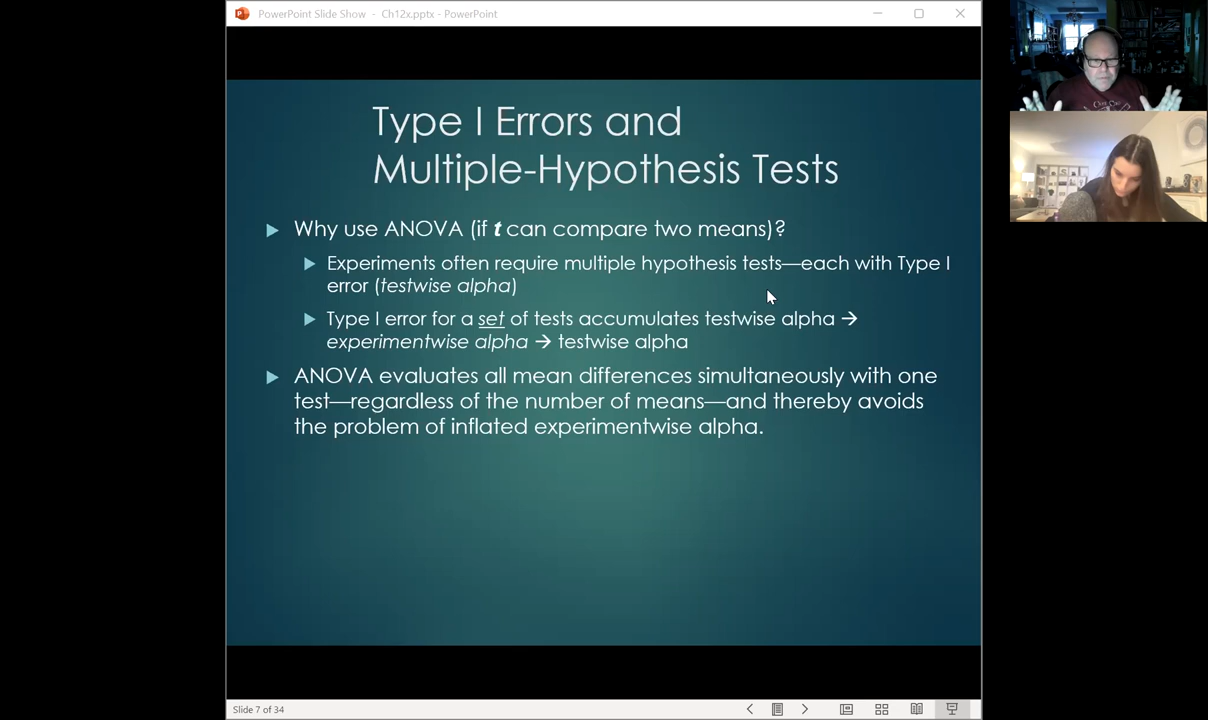 PowerPoint Slide Show - Ch12x.pptx - PowerPoint
Type I Errors and
Multiple-Hypothesis Tests
Why use ANOVA (if t can compare two means)?
Experiments often require multiple hypothesis tests—each with Type I
error (testwise alpha)
Type I error for a set of tests accumulates testwise alpha →
experimentwise alpha → testwise alpha
ANOVA evaluates all mean differences simultaneously with one
test—regardless of the number of means—and thereby avoids
the problem of inflated experimentwise alpha.
Slide 7 of 34